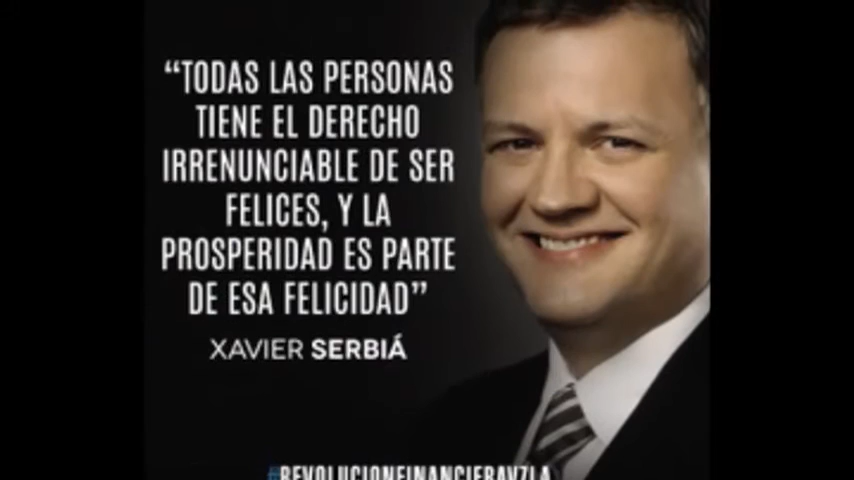 “TODAS LAS PERSONAS
TIENE EL DERECHO
IRRENUNCIABLE DE SER
FELICES, Y LA
PROSPERIDAD ES PARTE
DE ESA FELICIDAD”
XAVIER SERBIÁ
#REVOLUCIONFINANCIERAVZLA